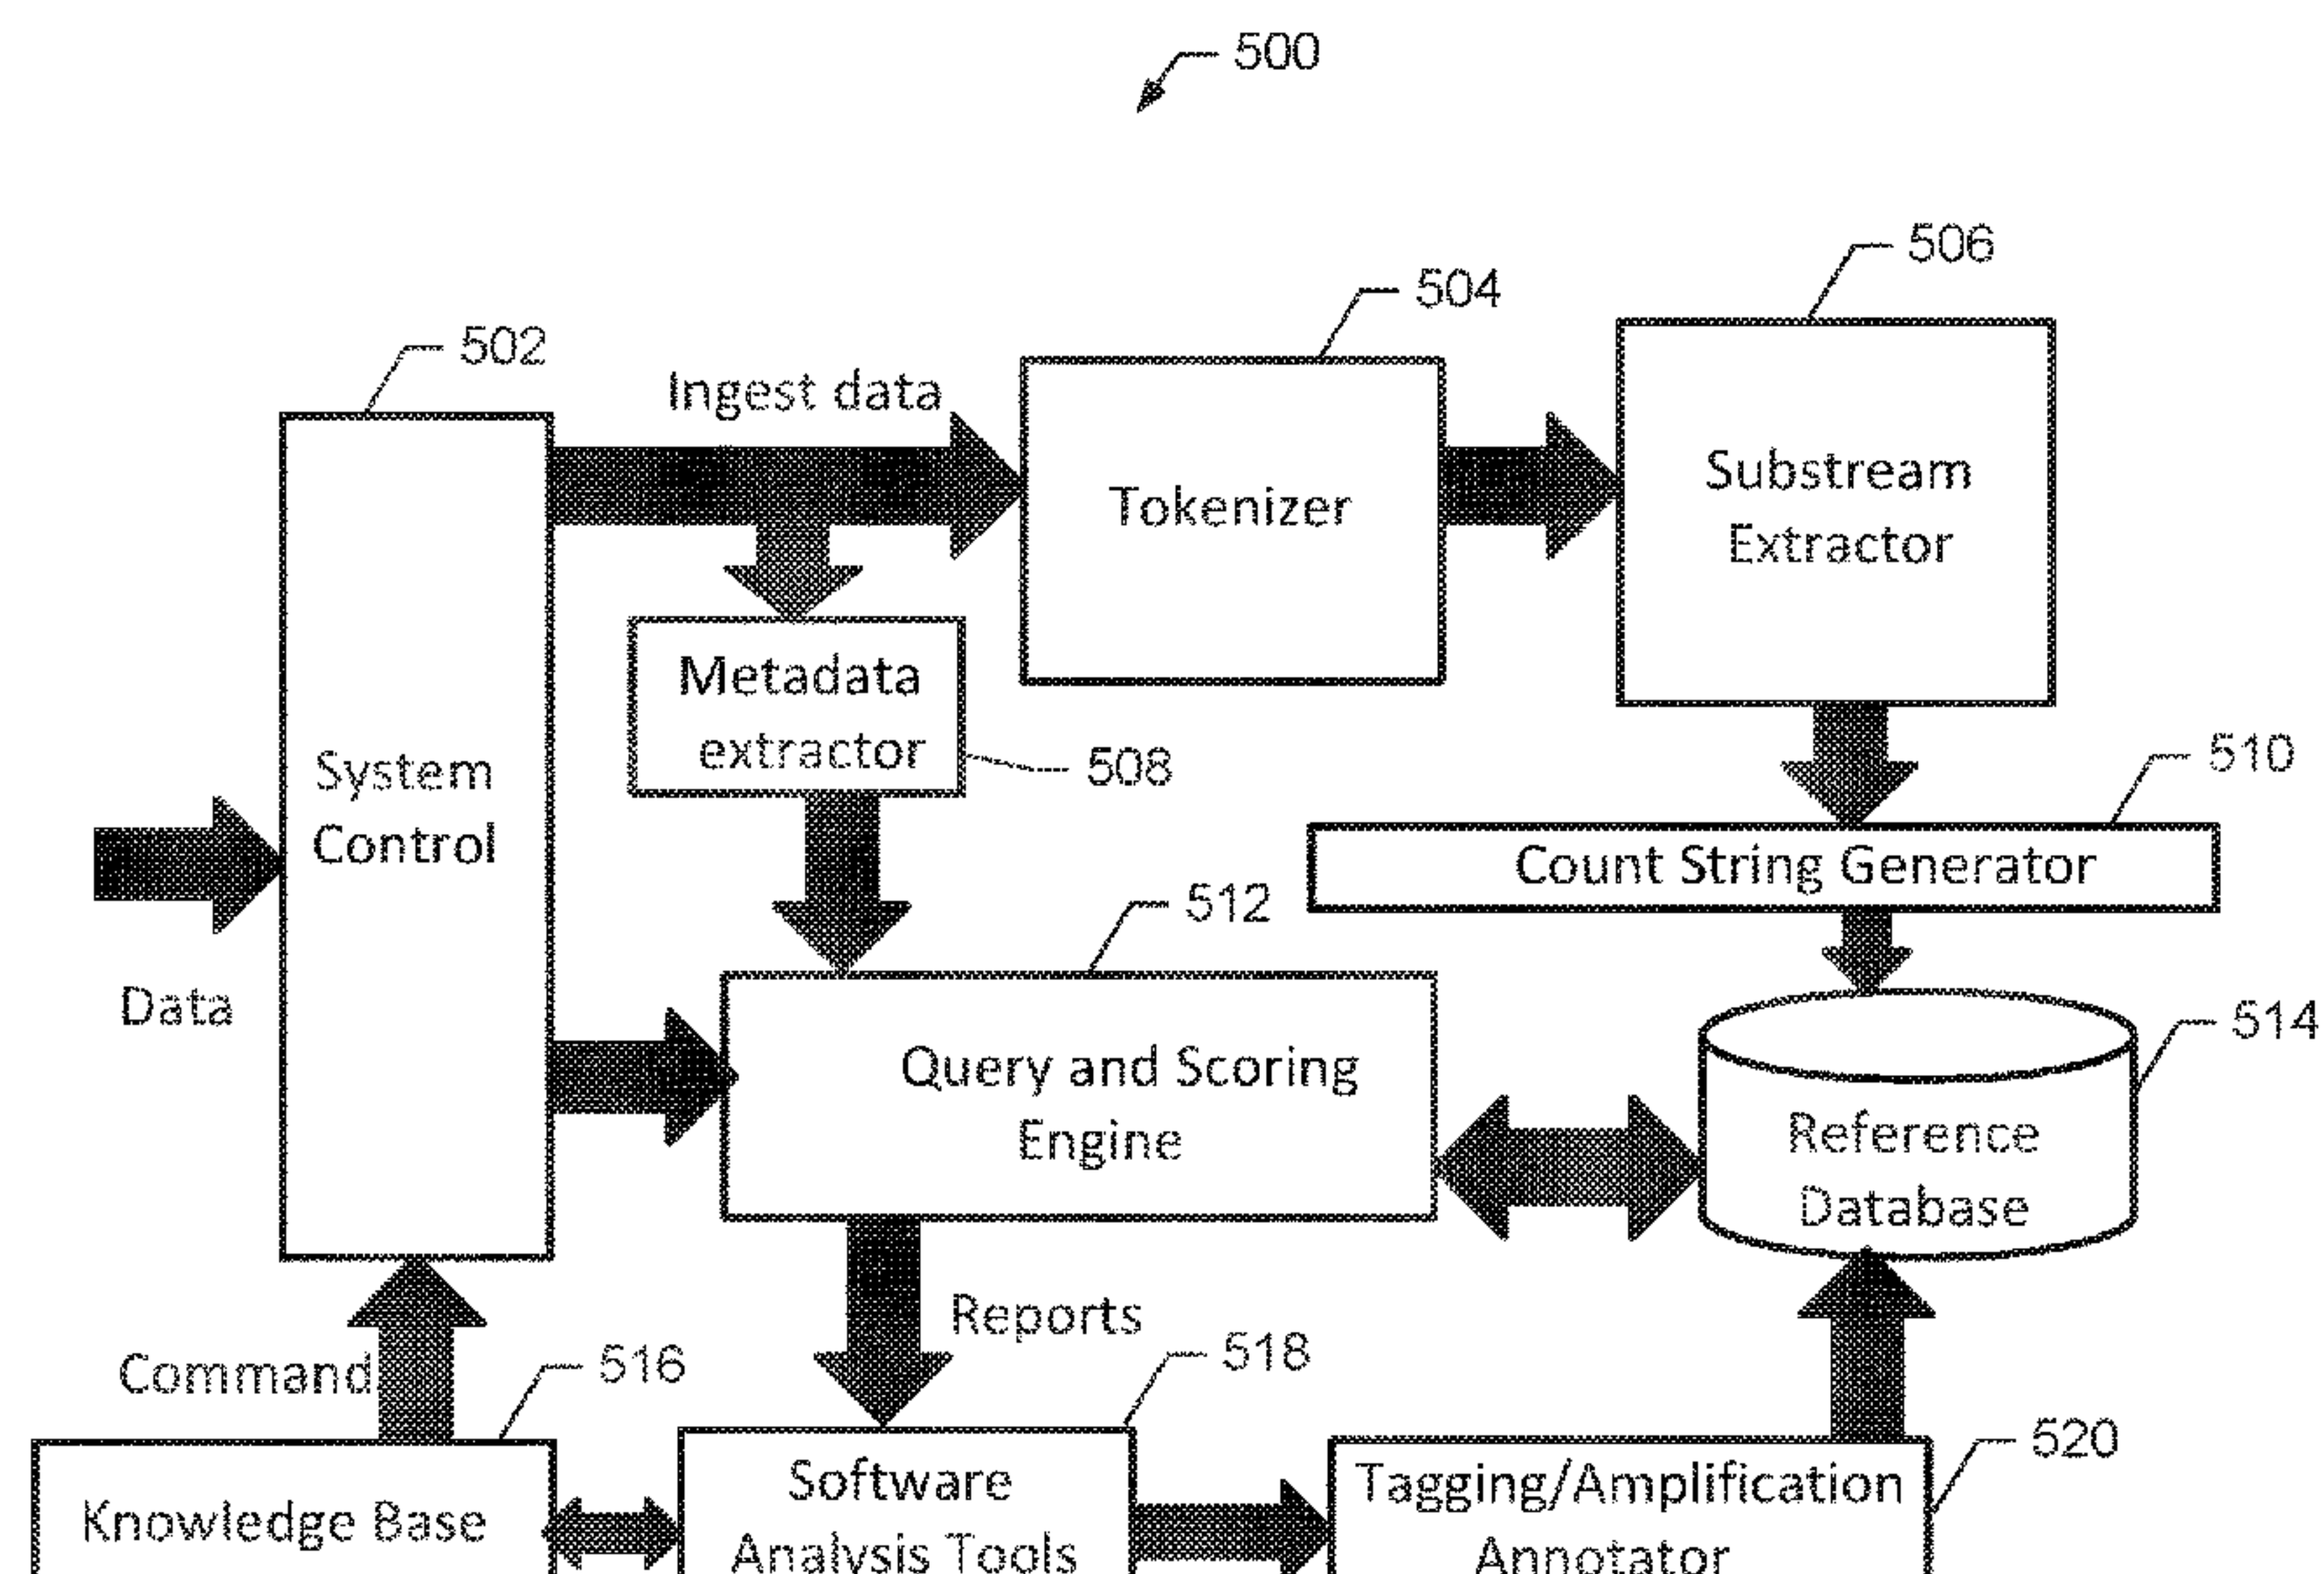 500
506
504
502
Ingest data
Tokenizer
Substream
Extractor
Metadata
extractor
508
510
System
Control
Count String Generator
512
Data
514
Query and Scoring
Engine
Reference
Database
Reports
518
Command
516
520
Knowledge Base
Software
Analysis Tools
Tagging/Amplification
Annotator